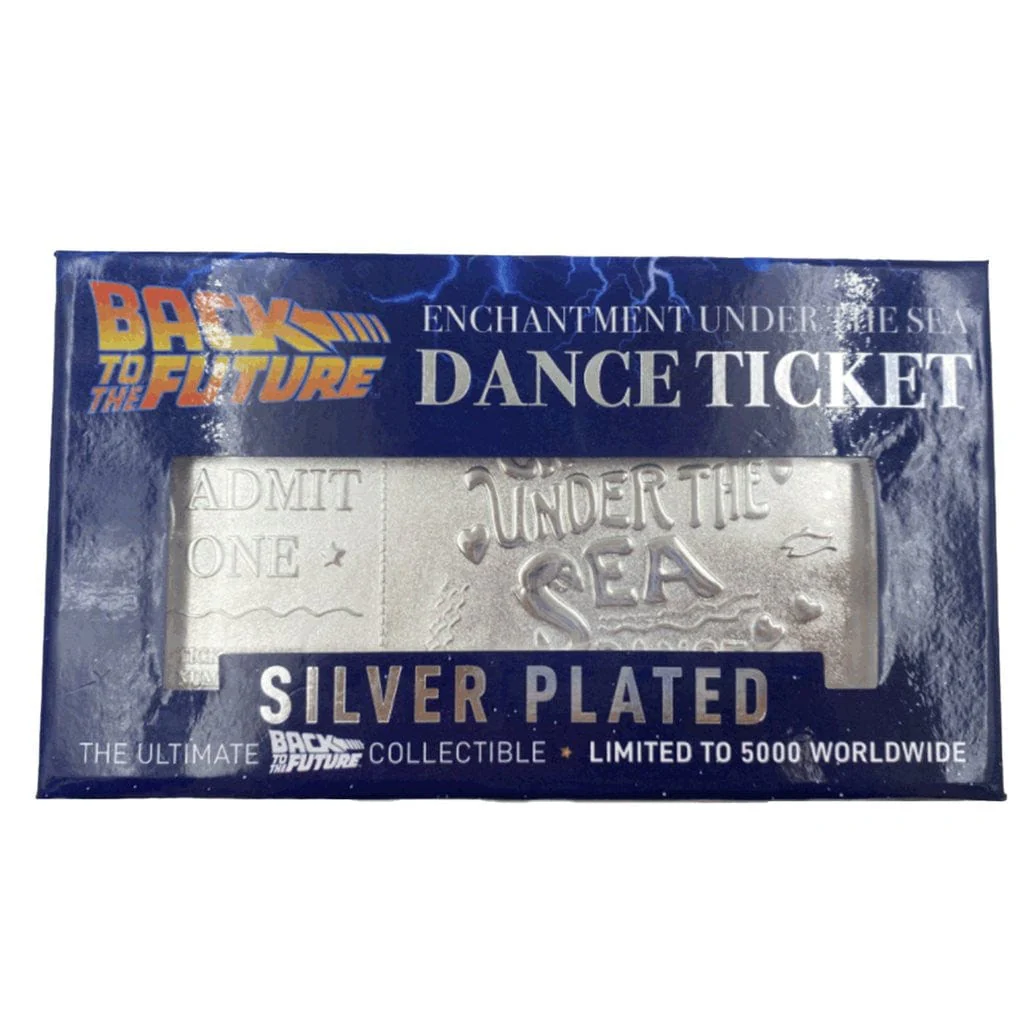 BACK
TO THE FUTURE
ENCHANTMENT UNDER THE SEA
DANCE TICKET
ADMIT
ONE
UNDER THE
SEA
SILVER PLATED
THE ULTIMATE BACK TO THE FUTURE COLLECTIBLE ★ LIMITED TO 5000 WORLDWIDE